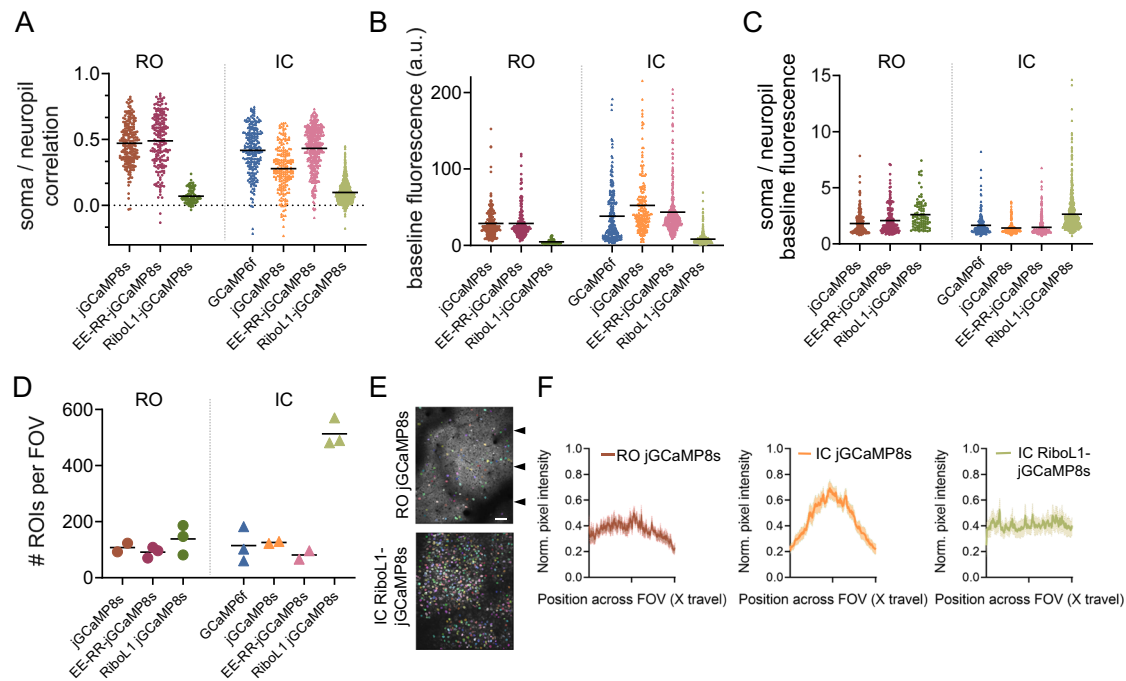 A
RO
IC
soma / neuropil
correlation
1.0
0.5
0.0
jGCaMP8s
EE-RR-jGCaMP8s
RiboL1-jGCaMP8s
GCaMP6f
jGCaMP8s
EE-RR-jGCaMP8s
RiboL1-jGCaMP8s
B
RO
IC
baseline fluorescence (a.u.)
200
100
0
jGCaMP8s
EE-RR-jGCaMP8s
RiboL1-jGCaMP8s
GCaMP6f
jGCaMP8s
EE-RR-jGCaMP8s
RiboL1-jGCaMP8s
C
RO
IC
soma / neuropil
baseline fluorescence
15
10
5
0
jGCaMP8s
EE-RR-jGCaMP8s
RiboL1-jGCaMP8s
GCaMP6f
jGCaMP8s
EE-RR-jGCaMP8s
RiboL1-jGCaMP8s
D
RO
IC
# ROIs per FOV
600
400
200
0
jGCaMP8s
EE-RR-jGCaMP8s
RiboL1 jGCaMP8s
GCaMP6f
jGCaMP8s
EE-RR-jGCaMP8s
RiboL1 jGCaMP8s
E
RO jGCaMP8s
IC RiboL1-
jGCaMP8s
F
Norm. pixel intensity
1.0
0.8
0.6
0.4
0.2
0.0
RO jGCaMP8s
Position across FOV (X travel)
Norm. pixel intensity
1.0
0.8
0.6
0.4
0.2
0.0
IC jGCaMP8s
Position across FOV (X travel)
Norm. pixel intensity
1.0
0.8
0.6
0.4
0.2
0.0
IC RiboL1-
jGCaMP8s
Position across FOV (X travel)